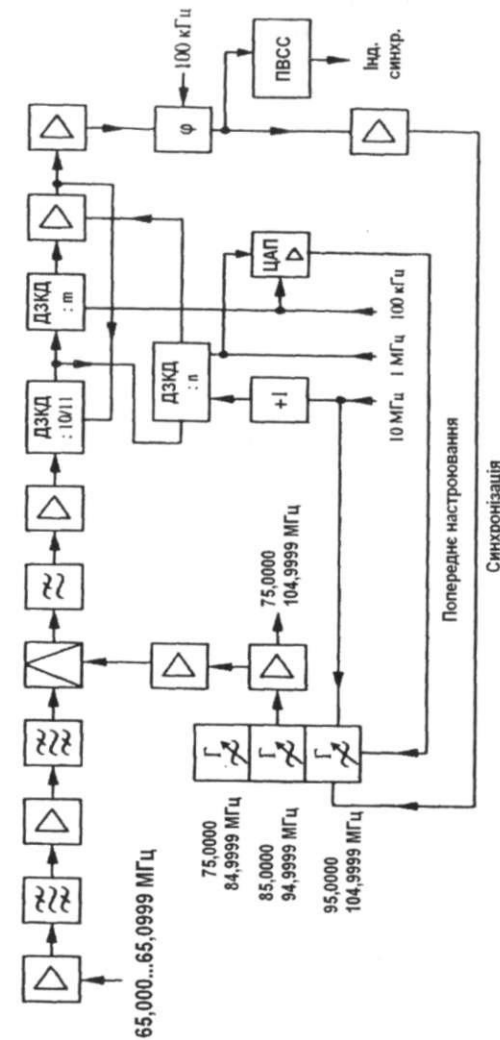 65,000...65,0999 МГц
ДЗКД
: 10/11
ДЗКД
: m
φ
100 кГц
ПВСС
Інд.
синхр.
ДЗКД
: n
ЦАП
+1
10 МГц
1 МГц
100 кГц
75,0000
104,9999 МГц
Г
Г
Г
75,0000
84,9999 МГц
85,0000
94,9999 МГц
95,0000
104,9999 МГц
Попереднє настроювання
Синхронізація